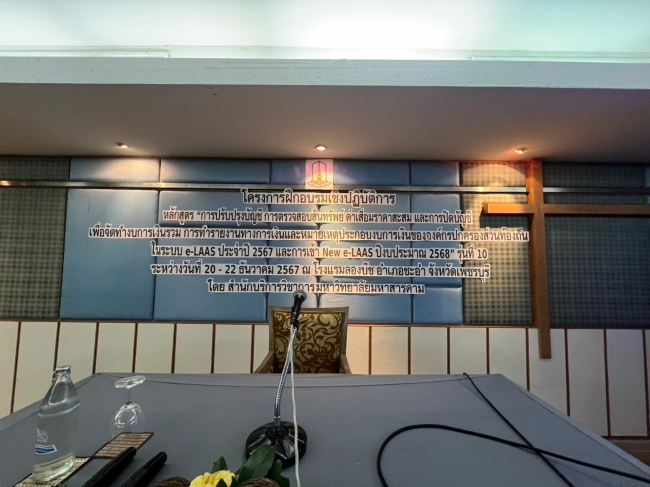 โครงการฝึกอบรมเชิงปฏิบัติการ
หลักสูตร "การปรับปรุงบัญชี การตรวจสอบสินทรัพย์ ค่าเสื่อมราคาสะสม และการปิดบัญชี
เพื่อจัดทำงบการเงินรวม การทำรายงานทางการเงินและหมายเหตุประกอบงบการเงินขององค์กรปกครองส่วนท้องถิ่น
ในระบบ e-LAAS ประจำปี 2567 และการเข้า New e-LAAS ปีงบประมาณ 2568" รุ่นที่ 10
ระหว่างวันที่ 20 - 22 ธันวาคม 2567 ณ โรงแรมลองบีช อำเภอชะอำ จังหวัดเพชรบุรี
โดย สำนักบริการวิชาการมหาวิทยาลัยมหาสารคาม